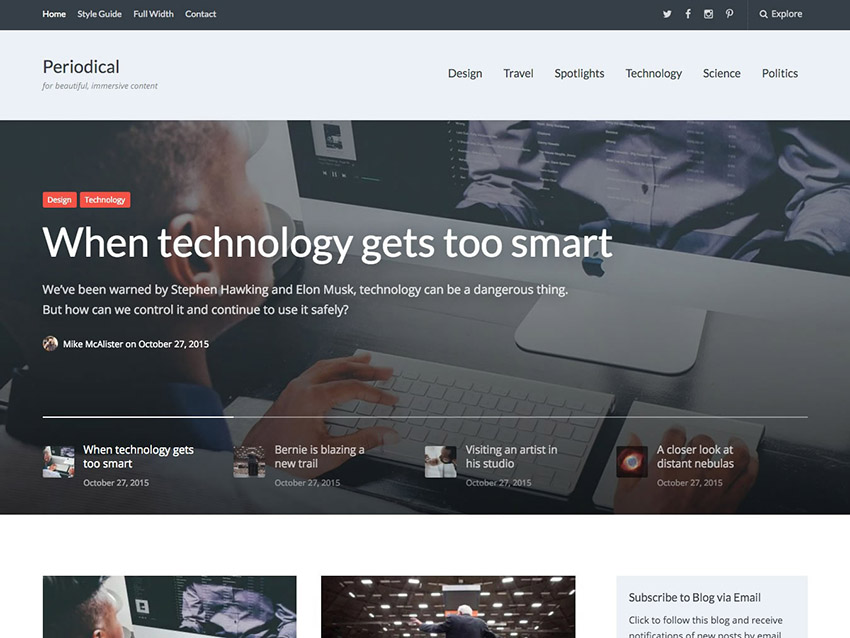 Home Style Guide Full Width Contact
Explore
Periodical
for beautiful, immersive content
Design Travel Spotlights Technology Science Politics
Design Technology
When technology gets too smart
We've been warned by Stephen Hawking and Elon Musk, technology can be a dangerous thing.
But how can we control it and continue to use it safely?
Mike McAlister on October 27, 2015
When technology gets
too smart
October 27, 2015
Bernie is blazing a
new trail
October 27, 2015
Visiting an artist in
his studio
October 27, 2015
A closer look at
distant nebulas
October 27, 2015
Subscribe to Blog via Email
Click to follow this blog and receive
notifications of new posts by email